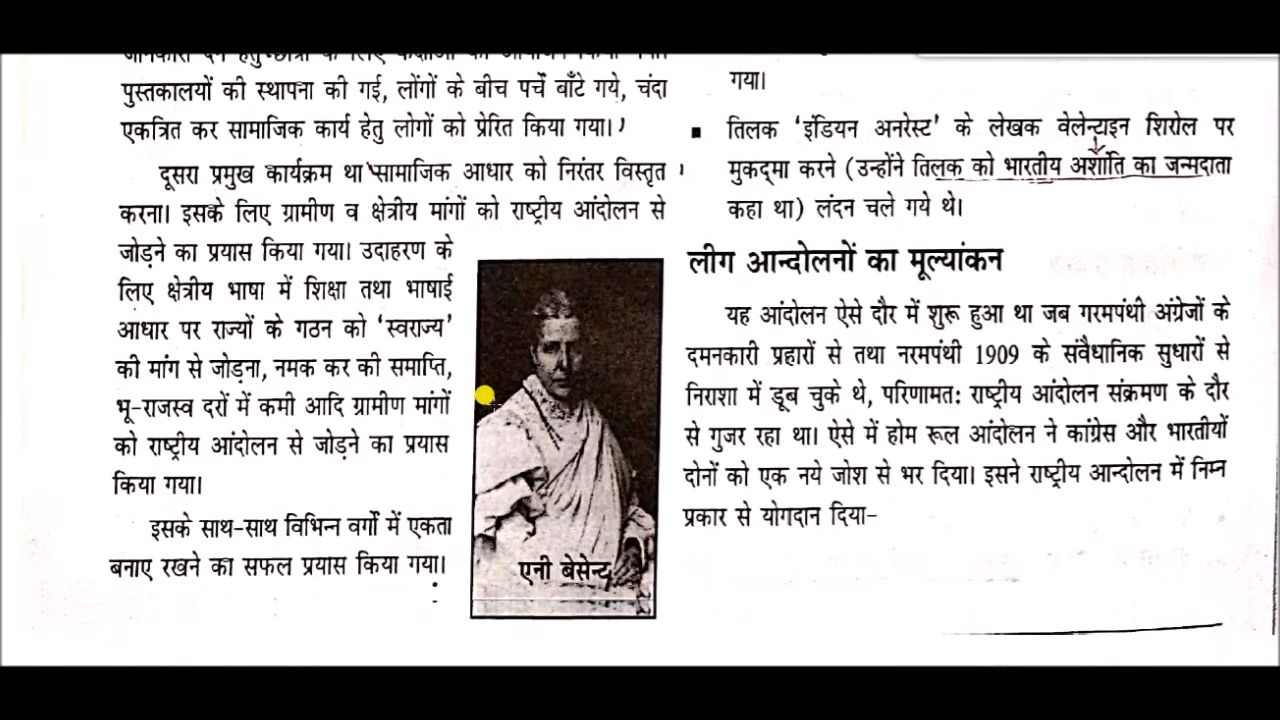 पुस्तकालयों की स्थापना की गई, लोंगों के बीच पर्चे बाँटे गये, चंदा
एकत्रित कर सामाजिक कार्य हेतु लोगों को प्रेरित किया गया।
दूसरा प्रमुख कार्यक्रम था सामाजिक आधार को निरंतर विस्तृत
करना। इसके लिए ग्रामीण व क्षेत्रीय मांगों को राष्ट्रीय आंदोलन से
जोड़ने का प्रयास किया गया। उदाहरण के
लिए क्षेत्रीय भाषा में शिक्षा तथा भाषाई
आधार पर राज्यों के गठन को ‘स्वराज्य’
की मांग से जोड़ना, नमक कर की समाप्ति,
भू-राजस्व दरों में कमी आदि ग्रामीण मांगों
को राष्ट्रीय आंदोलन से जोड़ने का प्रयास
किया गया।
इसके साथ-साथ विभिन्न वर्गों में एकता
बनाए रखने का सफल प्रयास किया गया।
एनी बेसेन्ट
गया।
▪ तिलक ‘इंडियन अनरेस्ट’ के लेखक वेलेन्टाइन शिरोल पर
मुकद्मा करने (उन्होंने तिलक को भारतीय अशांति का जन्मदाता
कहा था) लंदन चले गये थे।
लीग आन्दोलनों का मूल्यांकन
यह आंदोलन ऐसे दौर में शुरू हुआ था जब गरमपंथी अंग्रेजों के
दमनकारी प्रहारों से तथा नरमपंथी 1909 के संवैधानिक सुधारों से
निराशा में डूब चुके थे, परिणामत: राष्ट्रीय आंदोलन संक्रमण के दौर
से गुजर रहा था। ऐसे में होम रूल आंदोलन ने कांग्रेस और भारतीयों
दोनों को एक नये जोश से भर दिया। इसने राष्ट्रीय आन्दोलन में निम्न
प्रकार से योगदान दिया-